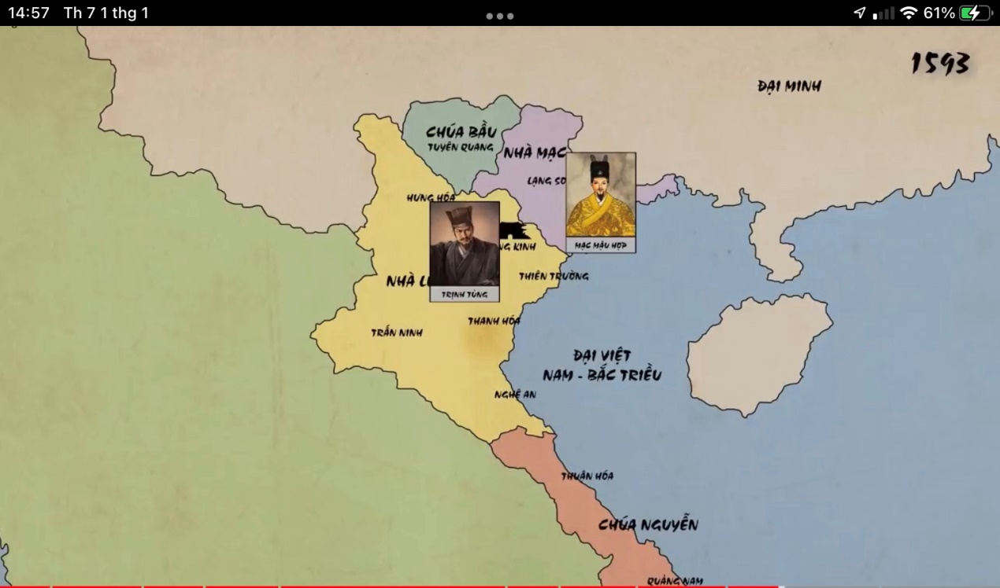 14:57 Th 7 1 thg 1
61%
1593
ĐẠI MINH
CHÚA BẦU
TUYÊN QUANG
NHÀ MẠC
LẠNG SO
HƯNG HÓA
MẠC MẬU HỢP
NG KINH
THIÊN TRƯỜNG
NHÀ L
TRỊNH TÙNG
THANH HÓA
TRẤN NINH
ĐẠI VIỆT
NAM - BẮC TRIỀU
NGHỆ AN
THUẬN HÓA
CHÚA NGUYỄN
QUẢNG NAM